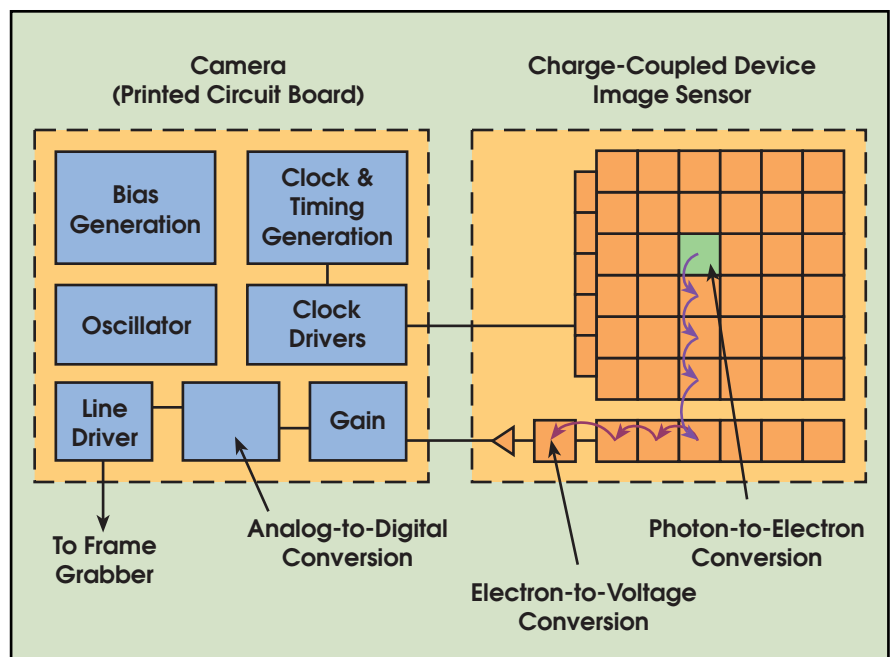 Camera
(Printed Circuit Board)
Charge-Coupled Device
Image Sensor
Bias
Generation
Clock &
Timing
Generation
Oscillator
Clock
Drivers
Line
Driver
Gain
To Frame
Grabber
Analog-to-Digital
Conversion
Electron-to-Voltage
Conversion
Photon-to-Electron
Conversion